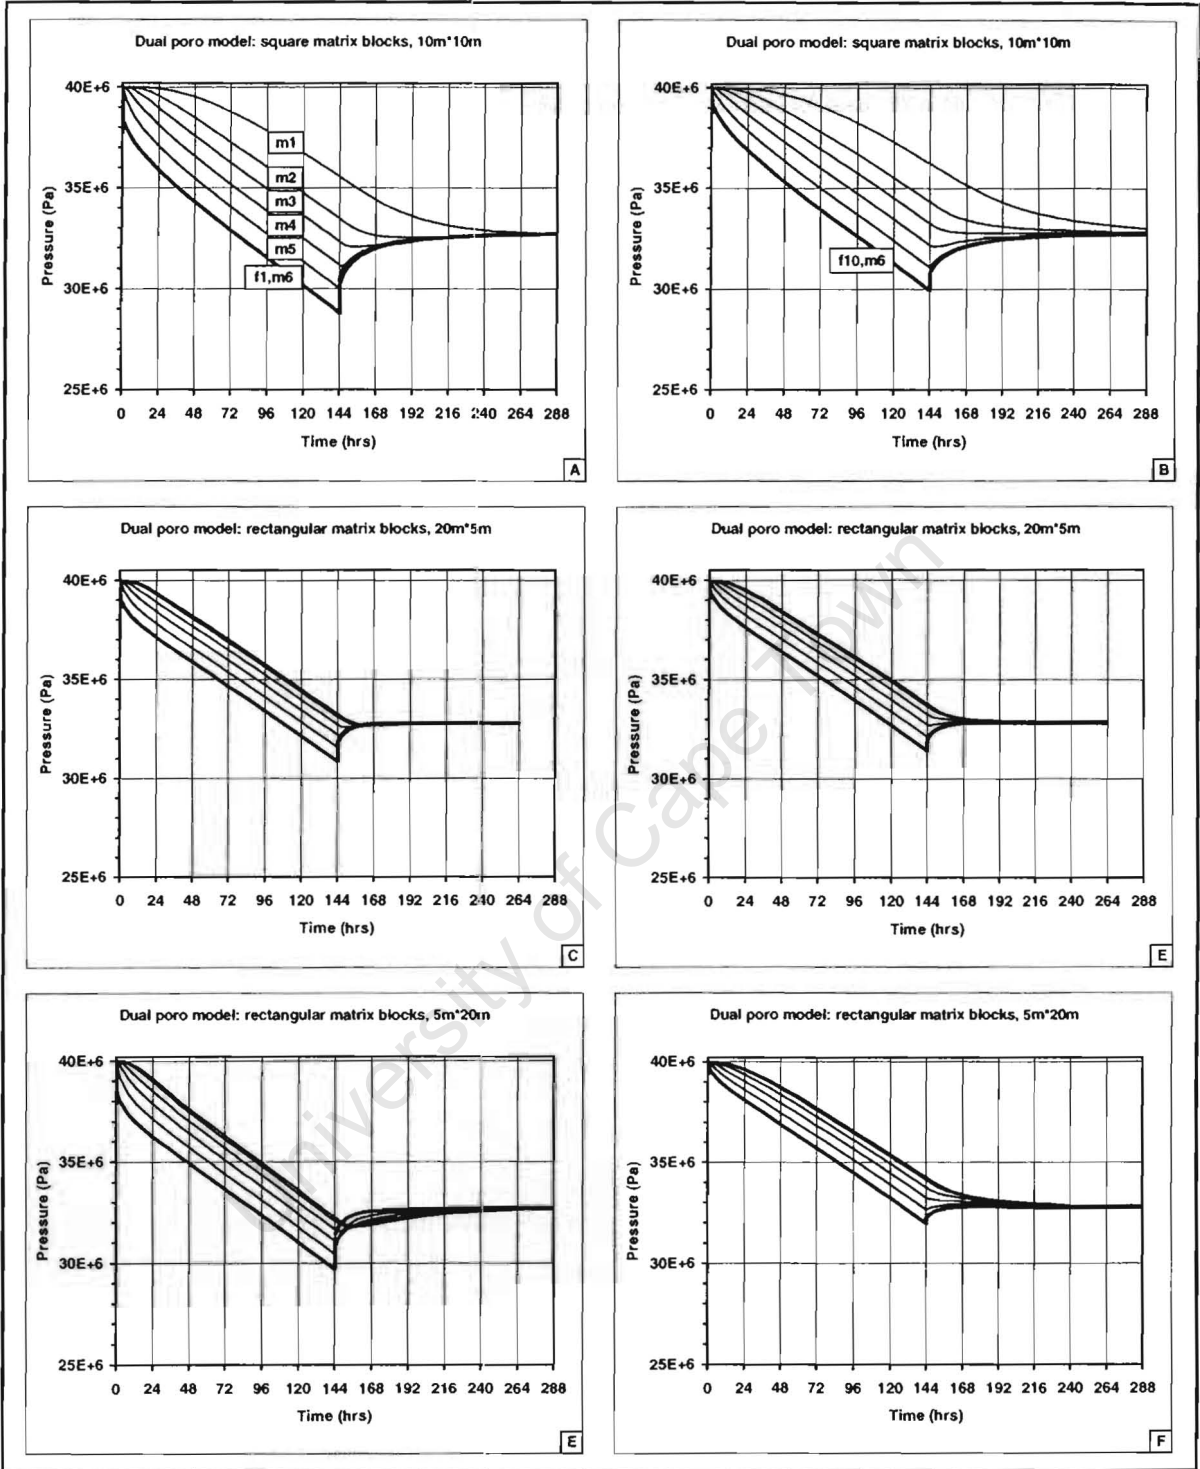 Dual poro model: square matrix blocks, 10m*10m
40E+6
35E+6
30E+6
25E+6
Pressure (Pa)
m1
m2
m3
m4
m5
f1,m6
0 24 48 72 96 120 144 168 192 216 240 264 288
Time (hrs)
A
Dual poro model: square matrix blocks, 10m*10m
40E+6
35E+6
30E+6
25E+6
Pressure (Pa)
f10,m6
0 24 48 72 96 120 144 168 192 216 240 264 288
Time (hrs)
B
Dual poro model: rectangular matrix blocks, 20m*5m
40E+6
35E+6
30E+6
25E+6
Pressure (Pa)
0 24 48 72 96 120 144 168 192 216 240 264 288
Time (hrs)
C
Dual poro model: rectangular matrix blocks, 20m*5m
40E+6
35E+6
30E+6
25E+6
Pressure (Pa)
0 24 48 72 96 120 144 168 192 216 240 264 288
Time (hrs)
E
Dual poro model: rectangular matrix blocks, 5m*20m
40E+6
35E+6
30E+6
25E+6
Pressure (Pa)
0 24 48 72 96 120 144 168 192 216 240 264 288
Time (hrs)
E
Dual poro model: rectangular matrix blocks, 5m*20m
40E+6
35E+6
30E+6
25E+6
Pressure (Pa)
0 24 48 72 96 120 144 168 192 216 240 264 288
Time (hrs)
F
University of Cape Town